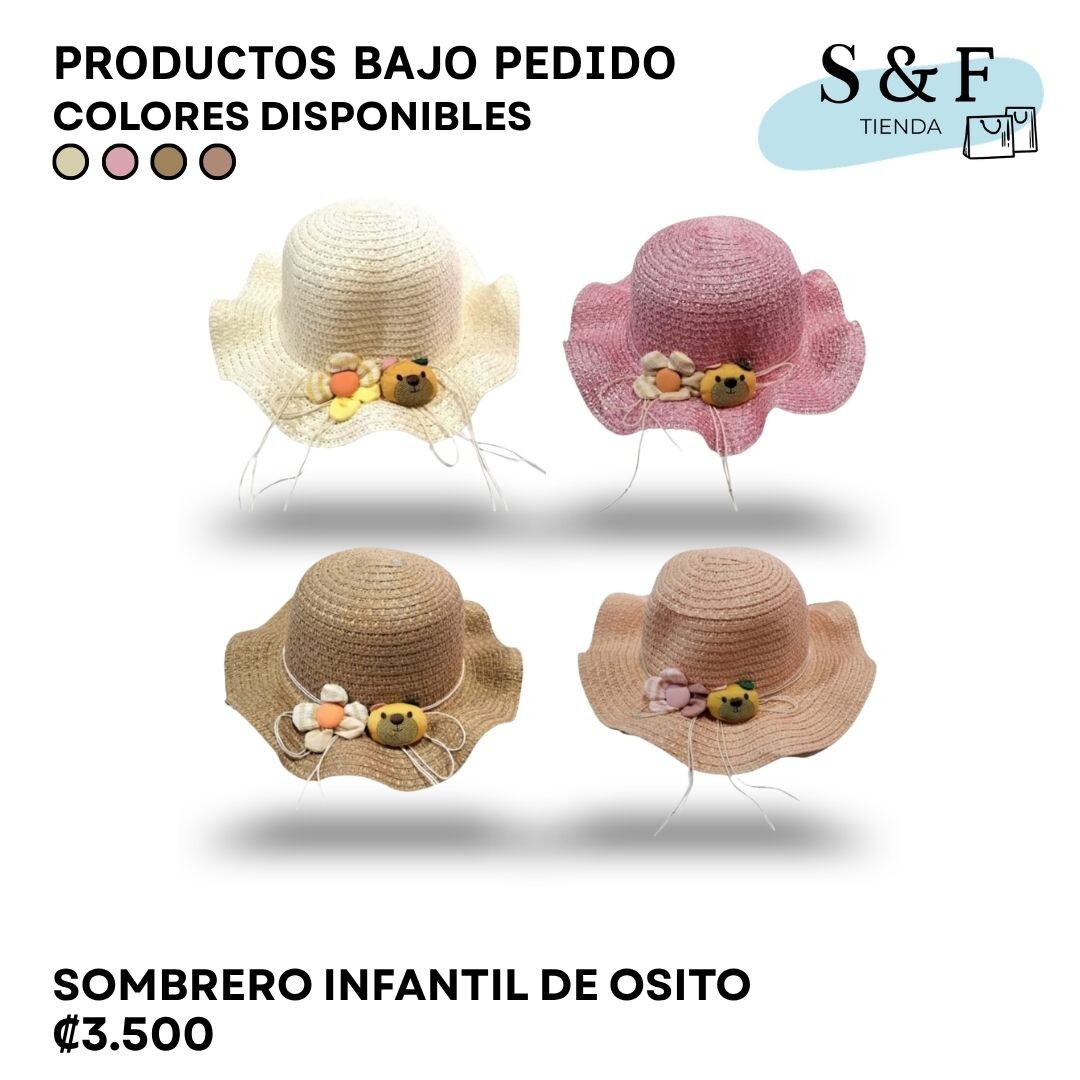 PRODUCTOS BAJO PEDIDO
COLORES DISPONIBLES
S & F
TIENDA
SOMBRERO INFANTIL DE OSITO
₡3.500